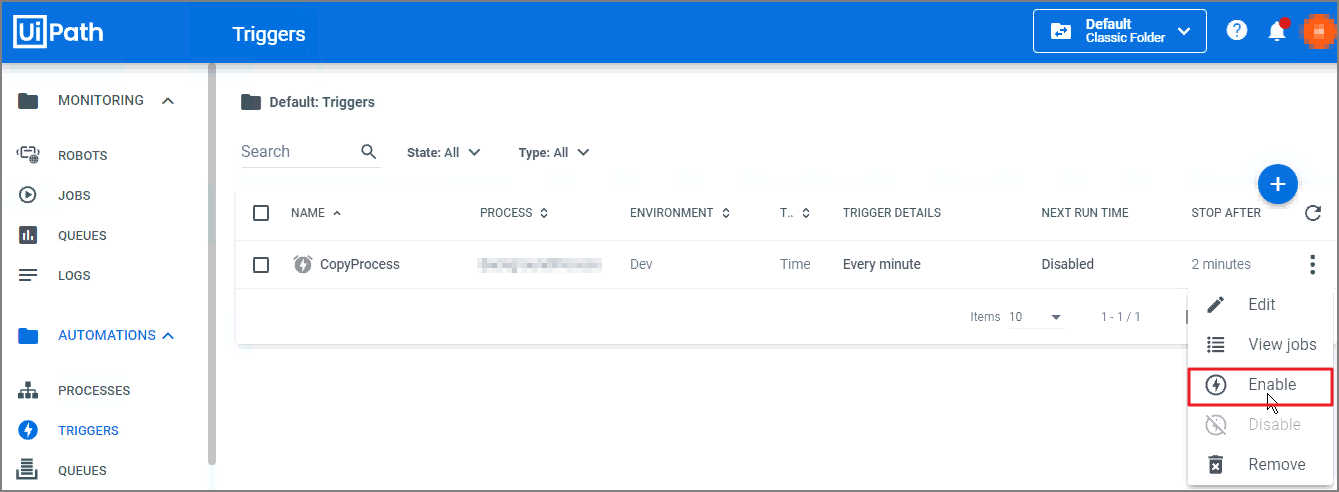 UiPath
Triggers
Default
Classic Folder
?
MONITORING
ROBOTS
JOBS
QUEUES
LOGS
AUTOMATIONS
PROCESSES
TRIGGERS
QUEUES
Default: Triggers
Search
State: All
Type: All
NAME PROCESS ENVIRONMENT T.. TRIGGER DETAILS NEXT RUN TIME STOP AFTER
CopyProcess Dev Time Every minute Disabled 2 minutes
Items 10 1 - 1 / 1
Edit
View jobs
Enable
Disable
Remove